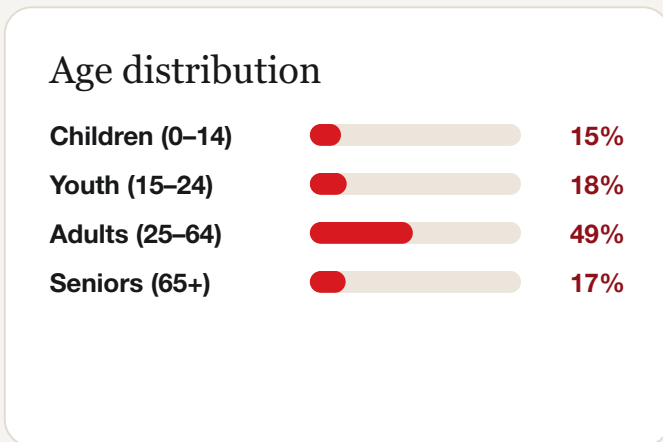 Age distribution
Children (0–14) 15%
Youth (15–24) 18%
Adults (25–64) 49%
Seniors (65+) 17%